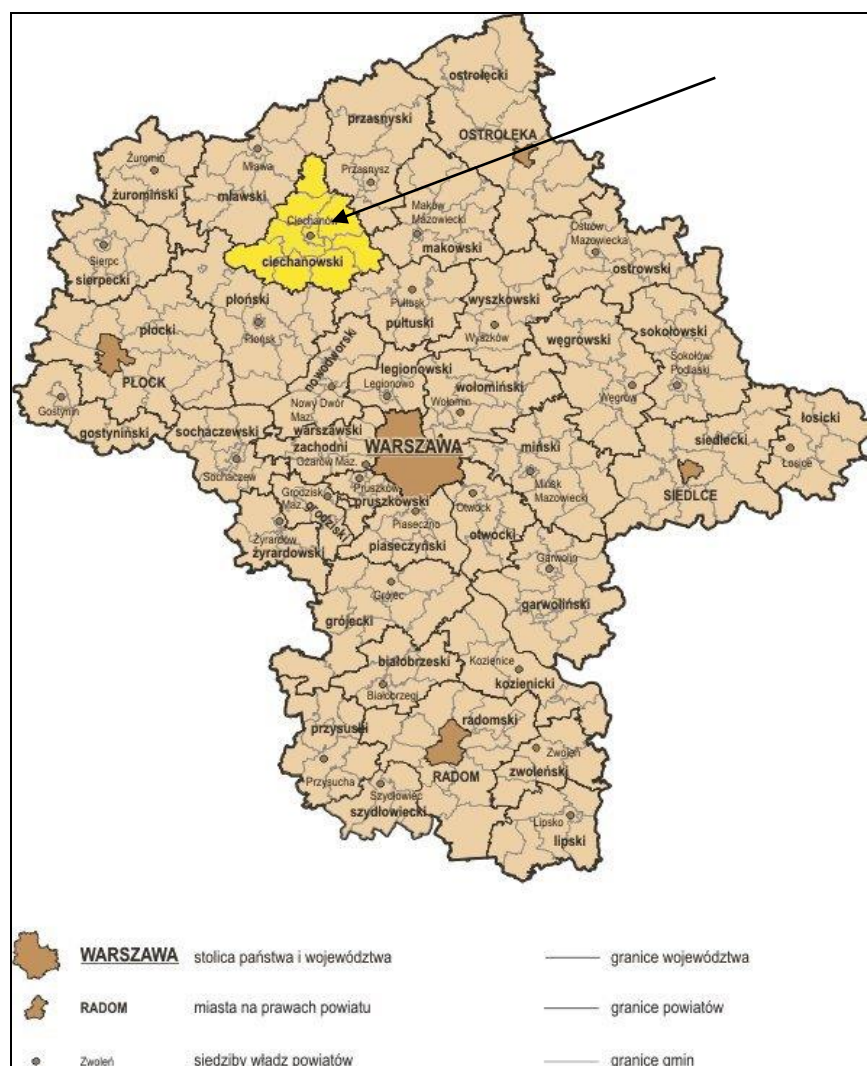 ostrołęcki
przasnyski
OSTROŁĘKA
Żuromin
Mława
Przasnysz
żuromiński
mławski
Maków
Mazowiecki
Ciechanów
makowski
Ostrów
Mazowiecka
Sierpc
ciechanowski
ostrowski
sierpecki
płoński
Pułtusk
wyszkowski
płocki
Płońsk
pułtuski
Wyszków
węgrowski
sokołowski
nowodworski
Sokołów
Podlaski
PŁOCK
legionowski
Legionowo
wołomiński
Węgrów
Gostynin
Nowy Dwór
Maz.
Wołomin
łosicki
gostyniński
sochaczewski
warszawski
zachodni
WARSZAWA
miński
siedlecki
Ożarów Maz.
Łosice
Sochaczew
Pruszków
Mińsk
Mazowiecki
SIEDLCE
Grodzisk
Maz.
pruszkowski
Otwock
grodziski
Piaseczno
Żyrardów
otwocki
żyrardowski
piaseczyński
Garwolin
Grójec
garwoliński
grójecki
białobrzeski
Kozienice
kozienicki
Białobrzegi
radomski
przysuski
Zwoleń
RADOM
zwoleński
Przysucha
Szydłowiec
szydłowiecki
Lipsko
lipski
WARSZAWA stolica państwa i województwa granice województwa
RADOM miasta na prawach powiatu granice powiatów
Zwoleń siedziby władz powiatów granice gmin